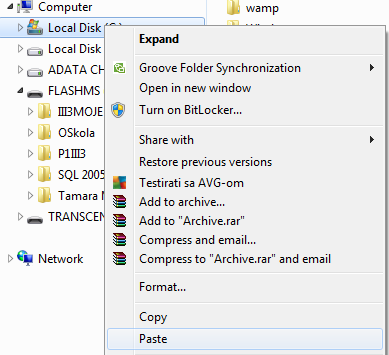 Computer
Local Disk (C:)
Local Disk
ADATA CH
FLASHMS
III3MOJE
OSkola
P1III3
SQL 2005
Tamara
TRANSCEN
Network
wamp
Expand
Groove Folder Synchronization
Open in new window
Turn on BitLocker...
Share with
Restore previous versions
Testirati sa AVG-om
Add to archive...
Add to "Archive.rar"
Compress and email...
Compress to "Archive.rar" and email
Format...
Copy
Paste